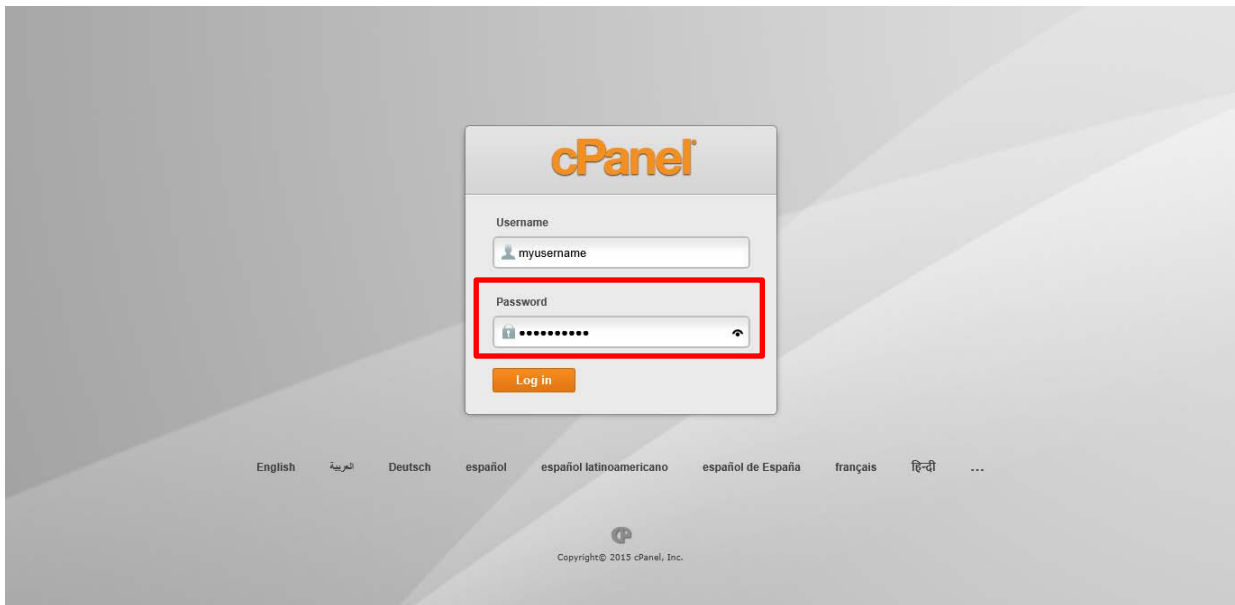 cPanel®
Username
myusername
Password
••••••••••
Log in
English العربية Deutsch español español latinoamericano español de España français हिन्दी ...
cP
Copyright© 2015 cPanel, Inc.